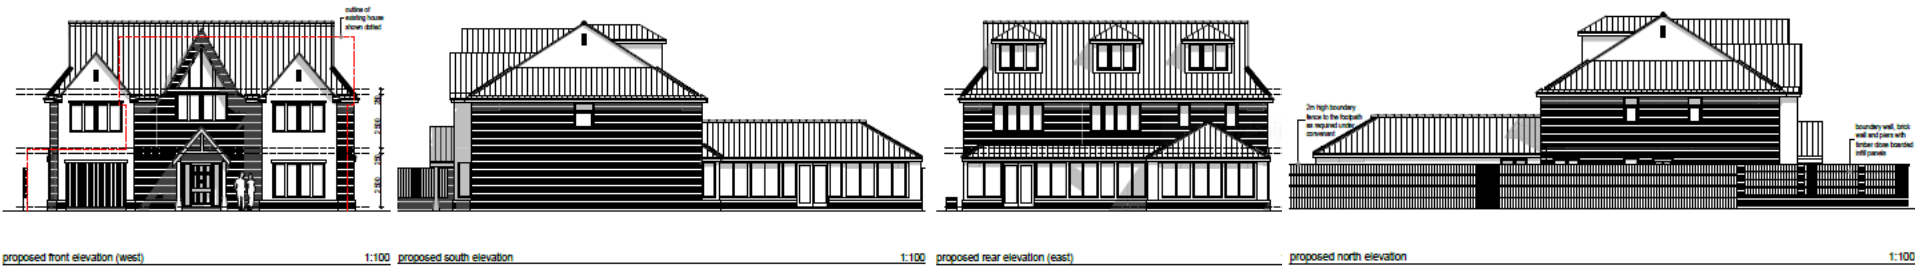 outline of
existing house
shown dotted
proposed front elevation (west)
1:100
proposed south elevation
1:100
proposed rear elevation (east)
2m high boundary
fence to the footpath
as required under
convenant
boundary wall, brick
wall and piers with
timber close boarded
infill panels
proposed north elevation
1:100